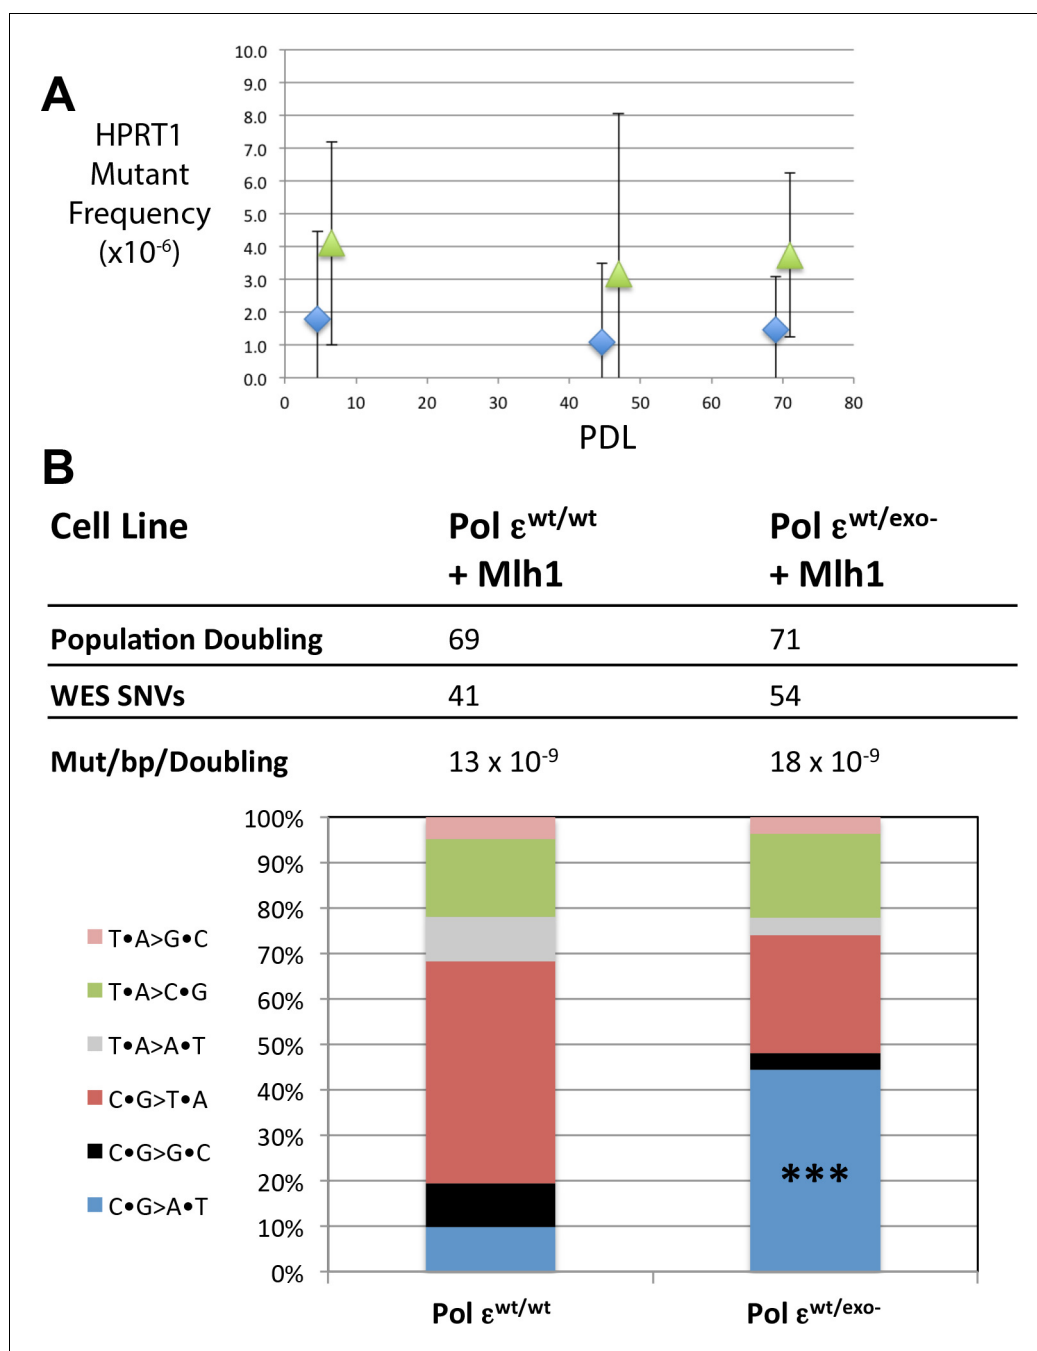 A
HPRT1
Mutant
Frequency
(x10⁻⁶)
10.0
9.0
8.0
7.0
6.0
5.0
4.0
3.0
2.0
1.0
0.0
0 10 20 30 40 50 60 70 80
PDL
B
Cell Line Pol εʷᵗ/ʷᵗ + Mlh1 Pol εʷᵗ/ᵉˣᵒ⁻ + Mlh1
Population Doubling 69 71
WES SNVs 41 54
Mut/bp/Doubling 13 x 10⁻⁹ 18 x 10⁻⁹
100%
90%
80%
70%
60%
50%
40%
30%
20%
10%
0%
T•A>G•C
T•A>C•G
T•A>A•T
C•G>T•A
C•G>G•C
C•G>A•T
***
Pol εʷᵗ/ʷᵗ Pol εʷᵗ/ᵉˣᵒ⁻